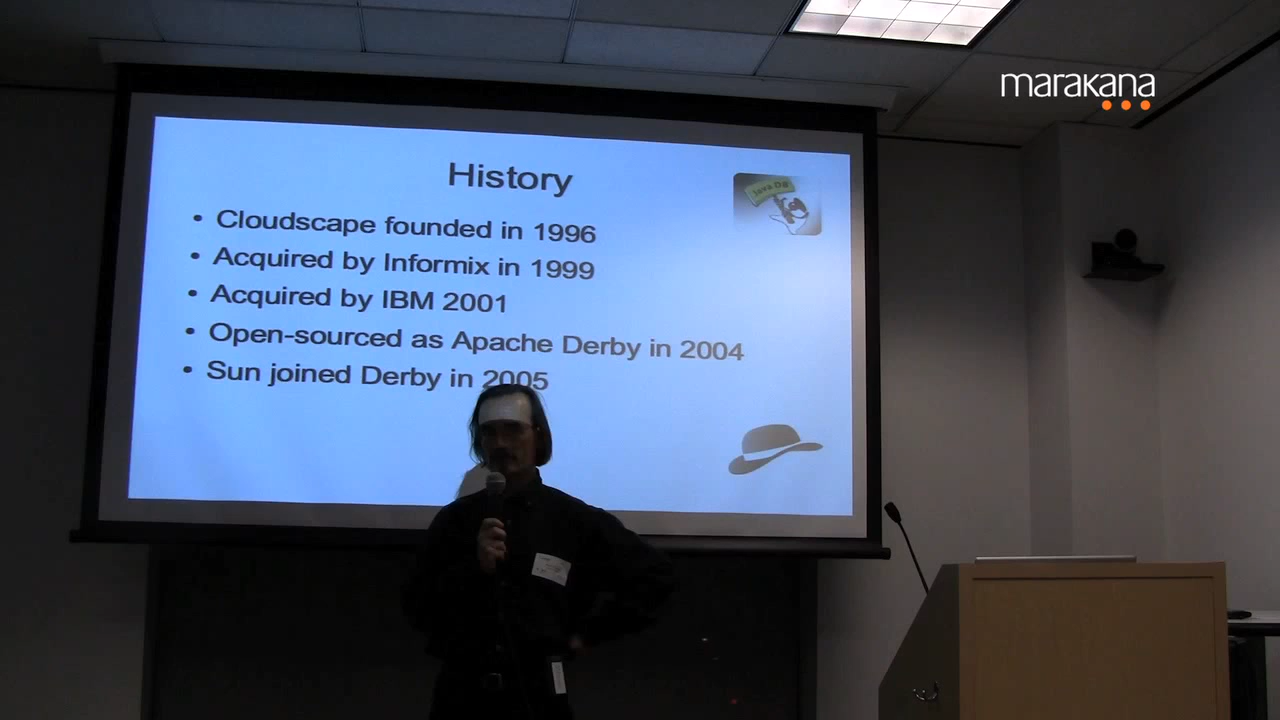 marakana
History
Java DB
• Cloudscape founded in 1996
• Acquired by Informix in 1999
• Acquired by IBM 2001
• Open-sourced as Apache Derby in 2004
• Sun joined Derby in 2005